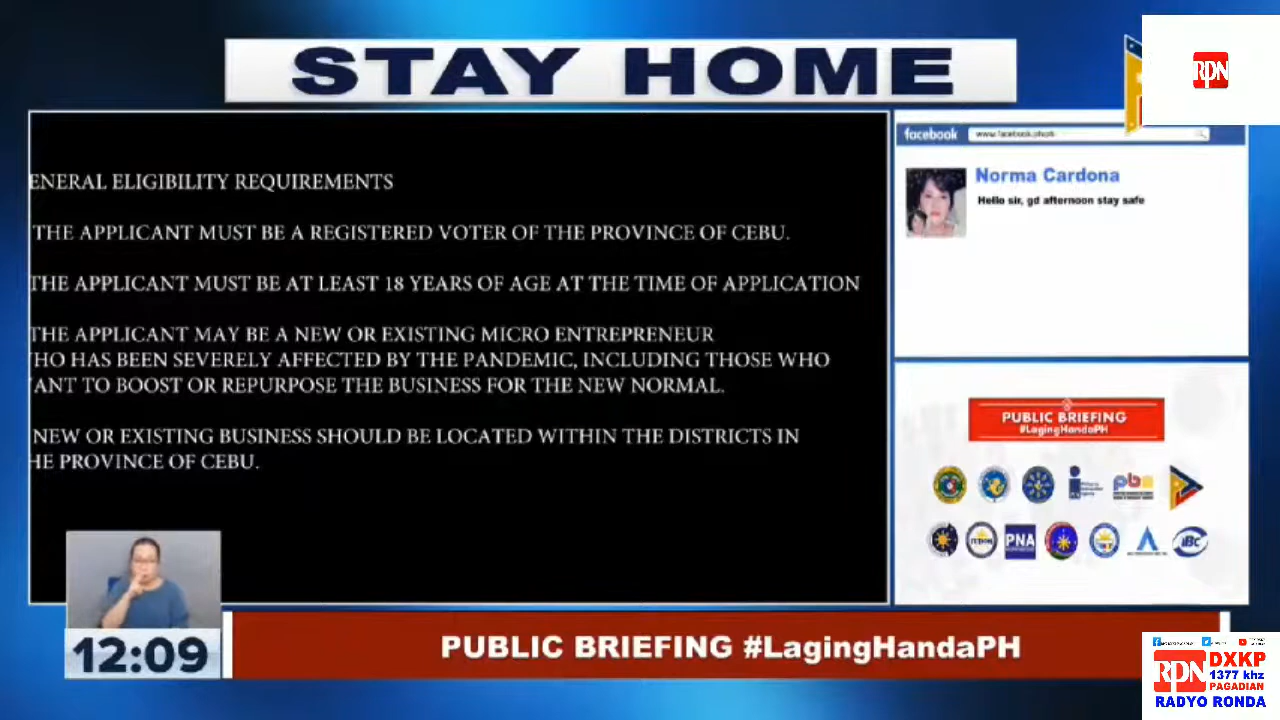 STAY HOME
RPN
facebook
Norma Cardona
Hello sir, gd afternoon stay safe
ENERAL ELIGIBILITY REQUIREMENTS
THE APPLICANT MUST BE A REGISTERED VOTER OF THE PROVINCE OF CEBU.
THE APPLICANT MUST BE AT LEAST 18 YEARS OF AGE AT THE TIME OF APPLICATION
THE APPLICANT MAY BE A NEW OR EXISTING MICRO ENTREPRENEUR
HO HAS BEEN SEVERELY AFFECTED BY THE PANDEMIC, INCLUDING THOSE WHO
ANT TO BOOST OR REPURPOSE THE BUSINESS FOR THE NEW NORMAL.
NEW OR EXISTING BUSINESS SHOULD BE LOCATED WITHIN THE DISTRICTS IN
HE PROVINCE OF CEBU.
PUBLIC BRIEFING
#LagingHandaPH
pbs
PNA
IBC
12:09
PUBLIC BRIEFING #LagingHandaPH
RPN
DXKP
1377 khz
PAGADIAN
RADYO RONDA